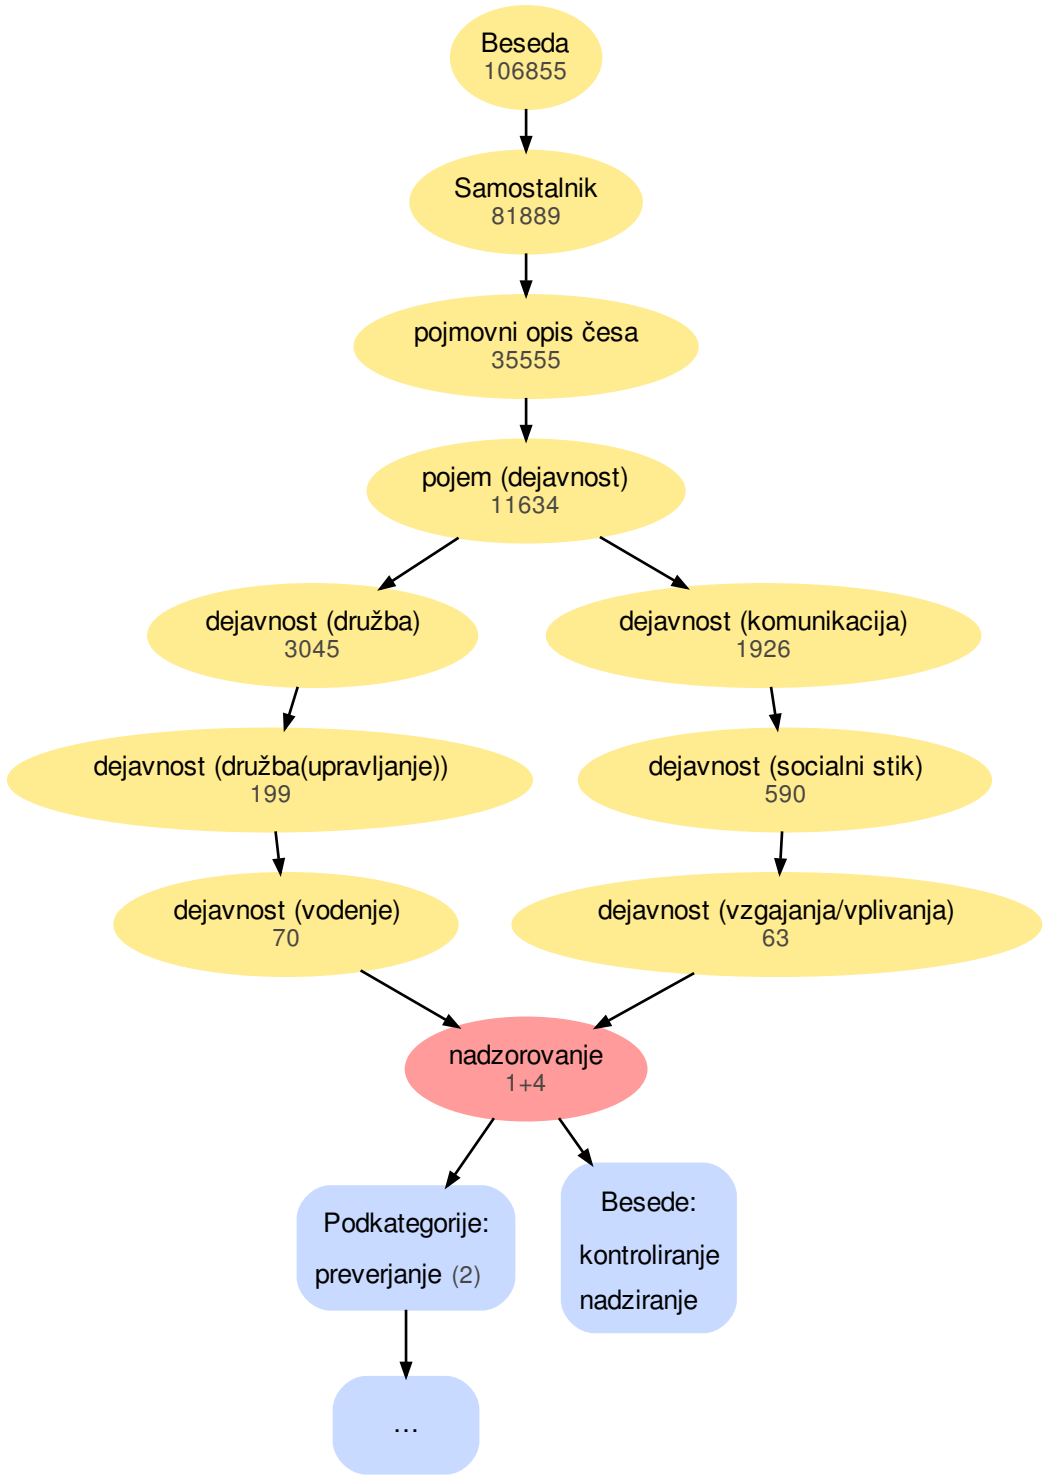 Beseda
106855
Samostalnik
81889
pojmovni opis česa
35555
pojem (dejavnost)
11634
dejavnost (družba)
3045
dejavnost (komunikacija)
1926
dejavnost (družba(upravljanje))
199
dejavnost (socialni stik)
590
dejavnost (vodenje)
70
dejavnost (vzgajanja/vplivanja)
63
nadzorovanje
1+4
Podkategorije:
preverjanje (2)
Besede:
kontroliranje
nadziranje
...